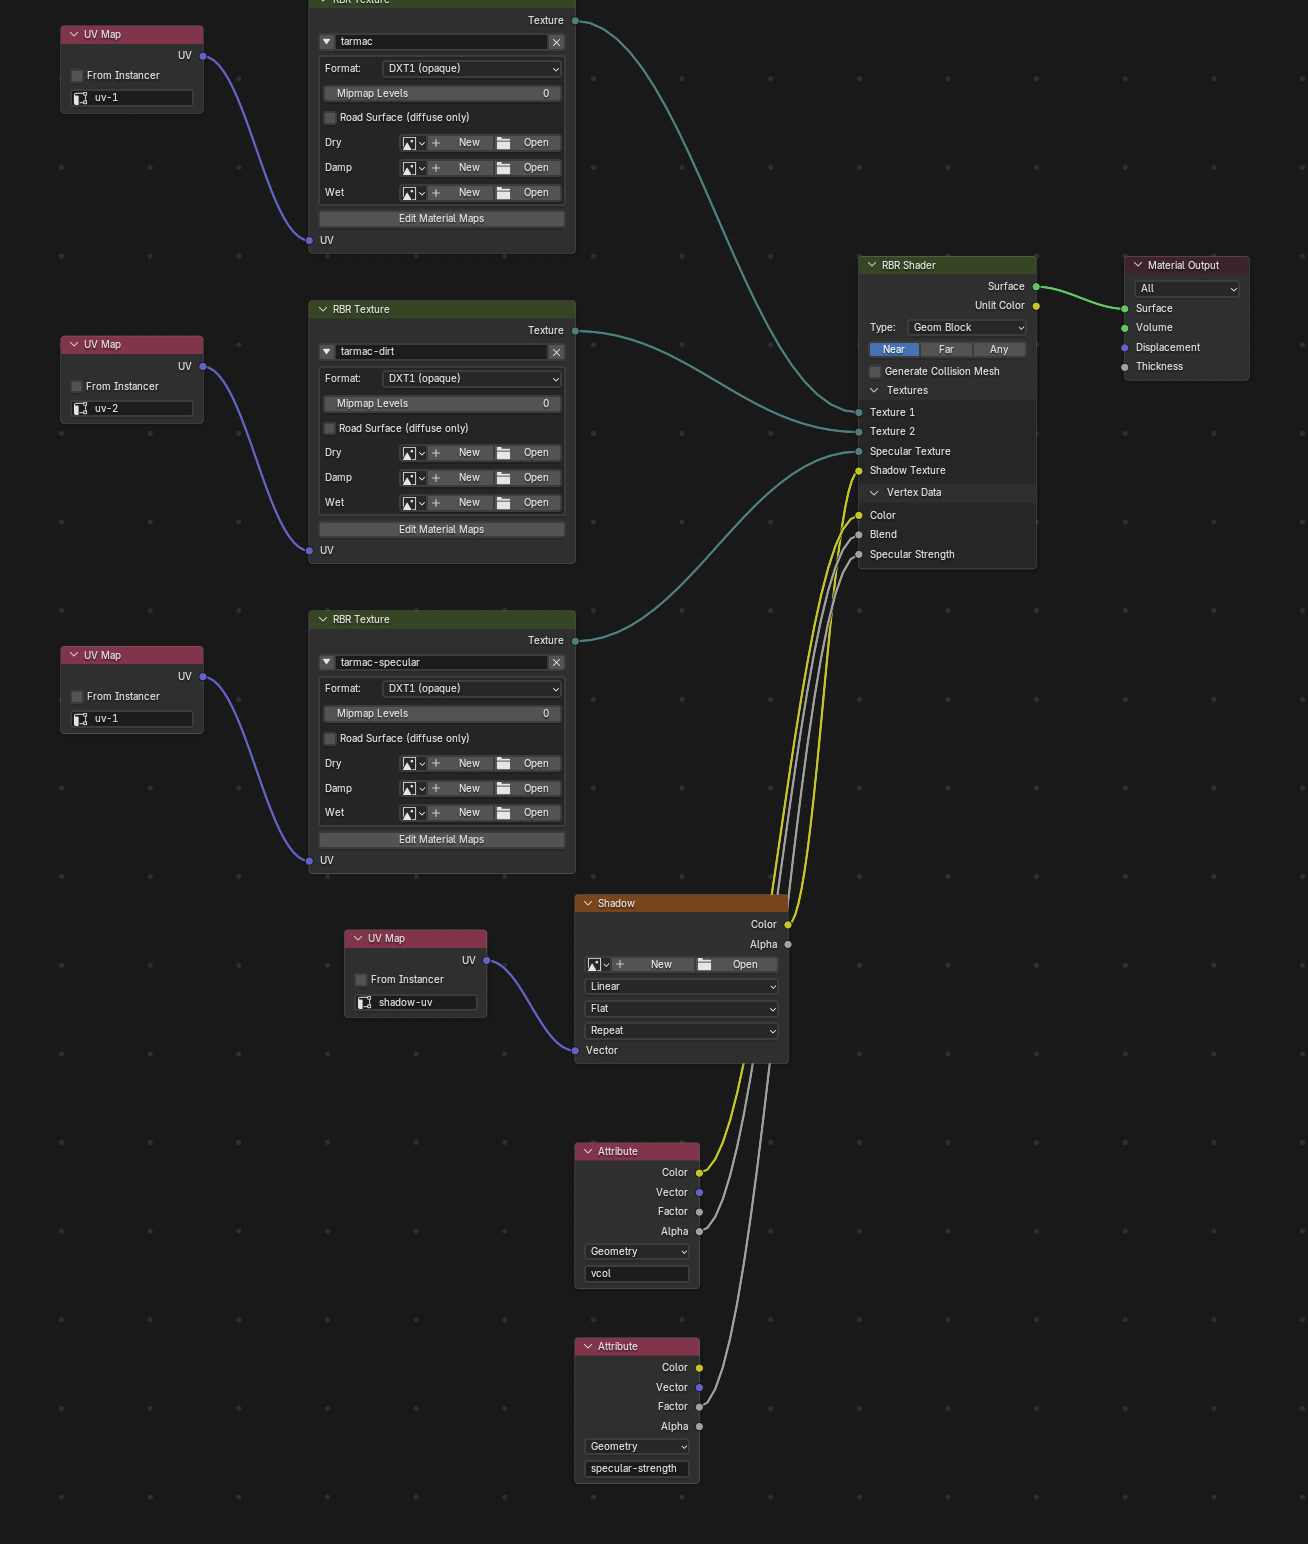 UV Map
UV
From Instancer
uv-1
RBR Texture
Texture
tarmac
Format: DXT1 (opaque)
Mipmap Levels 0
Road Surface (diffuse only)
Dry New Open
Damp New Open
Wet New Open
Edit Material Maps
UV
UV Map
UV
From Instancer
uv-2
RBR Texture
Texture
tarmac-dirt
Format: DXT1 (opaque)
Mipmap Levels 0
Road Surface (diffuse only)
Dry New Open
Damp New Open
Wet New Open
Edit Material Maps
UV
UV Map
UV
From Instancer
uv-1
RBR Texture
Texture
tarmac-specular
Format: DXT1 (opaque)
Mipmap Levels 0
Road Surface (diffuse only)
Dry New Open
Damp New Open
Wet New Open
Edit Material Maps
UV
RBR Shader
Surface
Unlit Color
Type: Geom Block
Near Far Any
Generate Collision Mesh
Textures
Texture 1
Texture 2
Specular Texture
Shadow Texture
Vertex Data
Color
Blend
Specular Strength
Material Output
All
Surface
Volume
Displacement
Thickness
UV Map
UV
From Instancer
shadow-uv
Shadow
Color
Alpha
New Open
Linear
Flat
Repeat
Vector
Attribute
Color
Vector
Factor
Alpha
Geometry
vcol
Attribute
Color
Vector
Factor
Alpha
Geometry
specular-strength